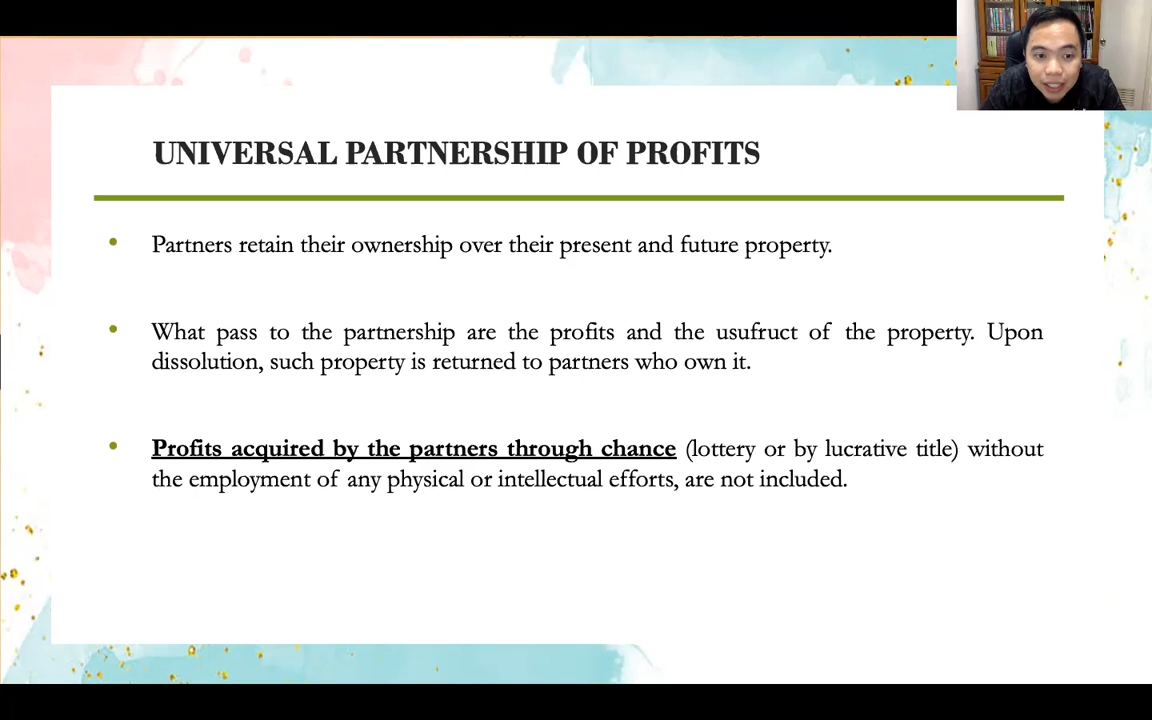 UNIVERSAL PARTNERSHIP OF PROFITS
• Partners retain their ownership over their present and future property.
• What pass to the partnership are the profits and the usufruct of the property. Upon
dissolution, such property is returned to partners who own it.
• Profits acquired by the partners through chance (lottery or by lucrative title) without
the employment of any physical or intellectual efforts, are not included.